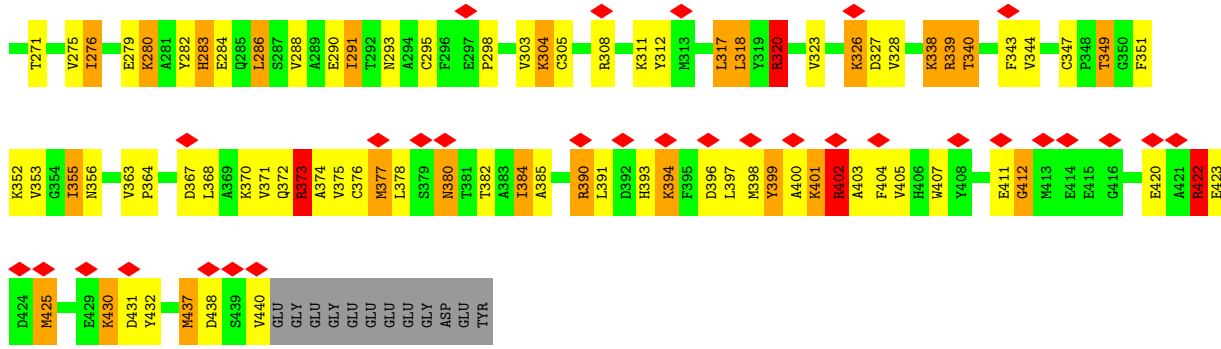 T271 V275 I276 E279 K280 A281 Y282 H283 E284 Q285 L286 S287 V288 A289 E290 I291 T292 N293 A294 C295 F296 E297 P298 V303 K304 C305 R308 K311 Y312 M313 L317 L318 Y319 R320 V323 K326 D327 V328 K338 R339 T340 F343 V344 C347 P348 T349 G350 F351
K352 V353 G354 I355 N356 V363 P364 D367 L368 A369 K370 V371 Q372 R373 A374 V375 C376 M377 L378 S379 N380 T381 T382 A383 I384 A385 R390 L391 D392 H393 K394 F395 D396 L397 M398 Y399 A400 K401 R402 A403 F404 V405 H406 W407 Y408 E411 G412 M413 E414 E415 G416 E420 A421 R422 E423
D424 M425 E429 K430 D431 Y432 M437 D438 S439 V440 GLU GLY GLU GLY GLU GLU GLU GLU GLY ASP GLU TYR